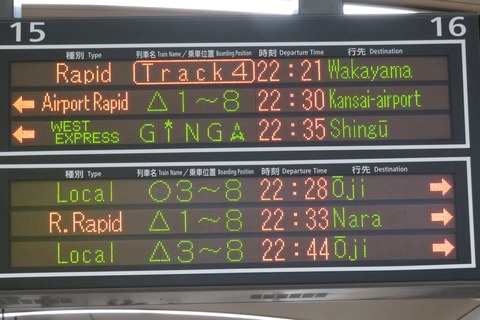 15 16
種別 Type 列車名 Train Name / 乗車位置 Boarding Position 時刻 Departure Time 行先 Destination
Rapid Track 4 22:21 Wakayama
← Airport Rapid △1～8 22:30 Kansai-airport
← WEST EXPRESS GINGA 22:35 Shingū
種別 Type 列車名 Train Name / 乗車位置 Boarding Position 時刻 Departure Time 行先 Destination
Local ○3～8 22:28 Ōji →
R.Rapid △1～8 22:33 Nara →
Local △3～8 22:44 Ōji →